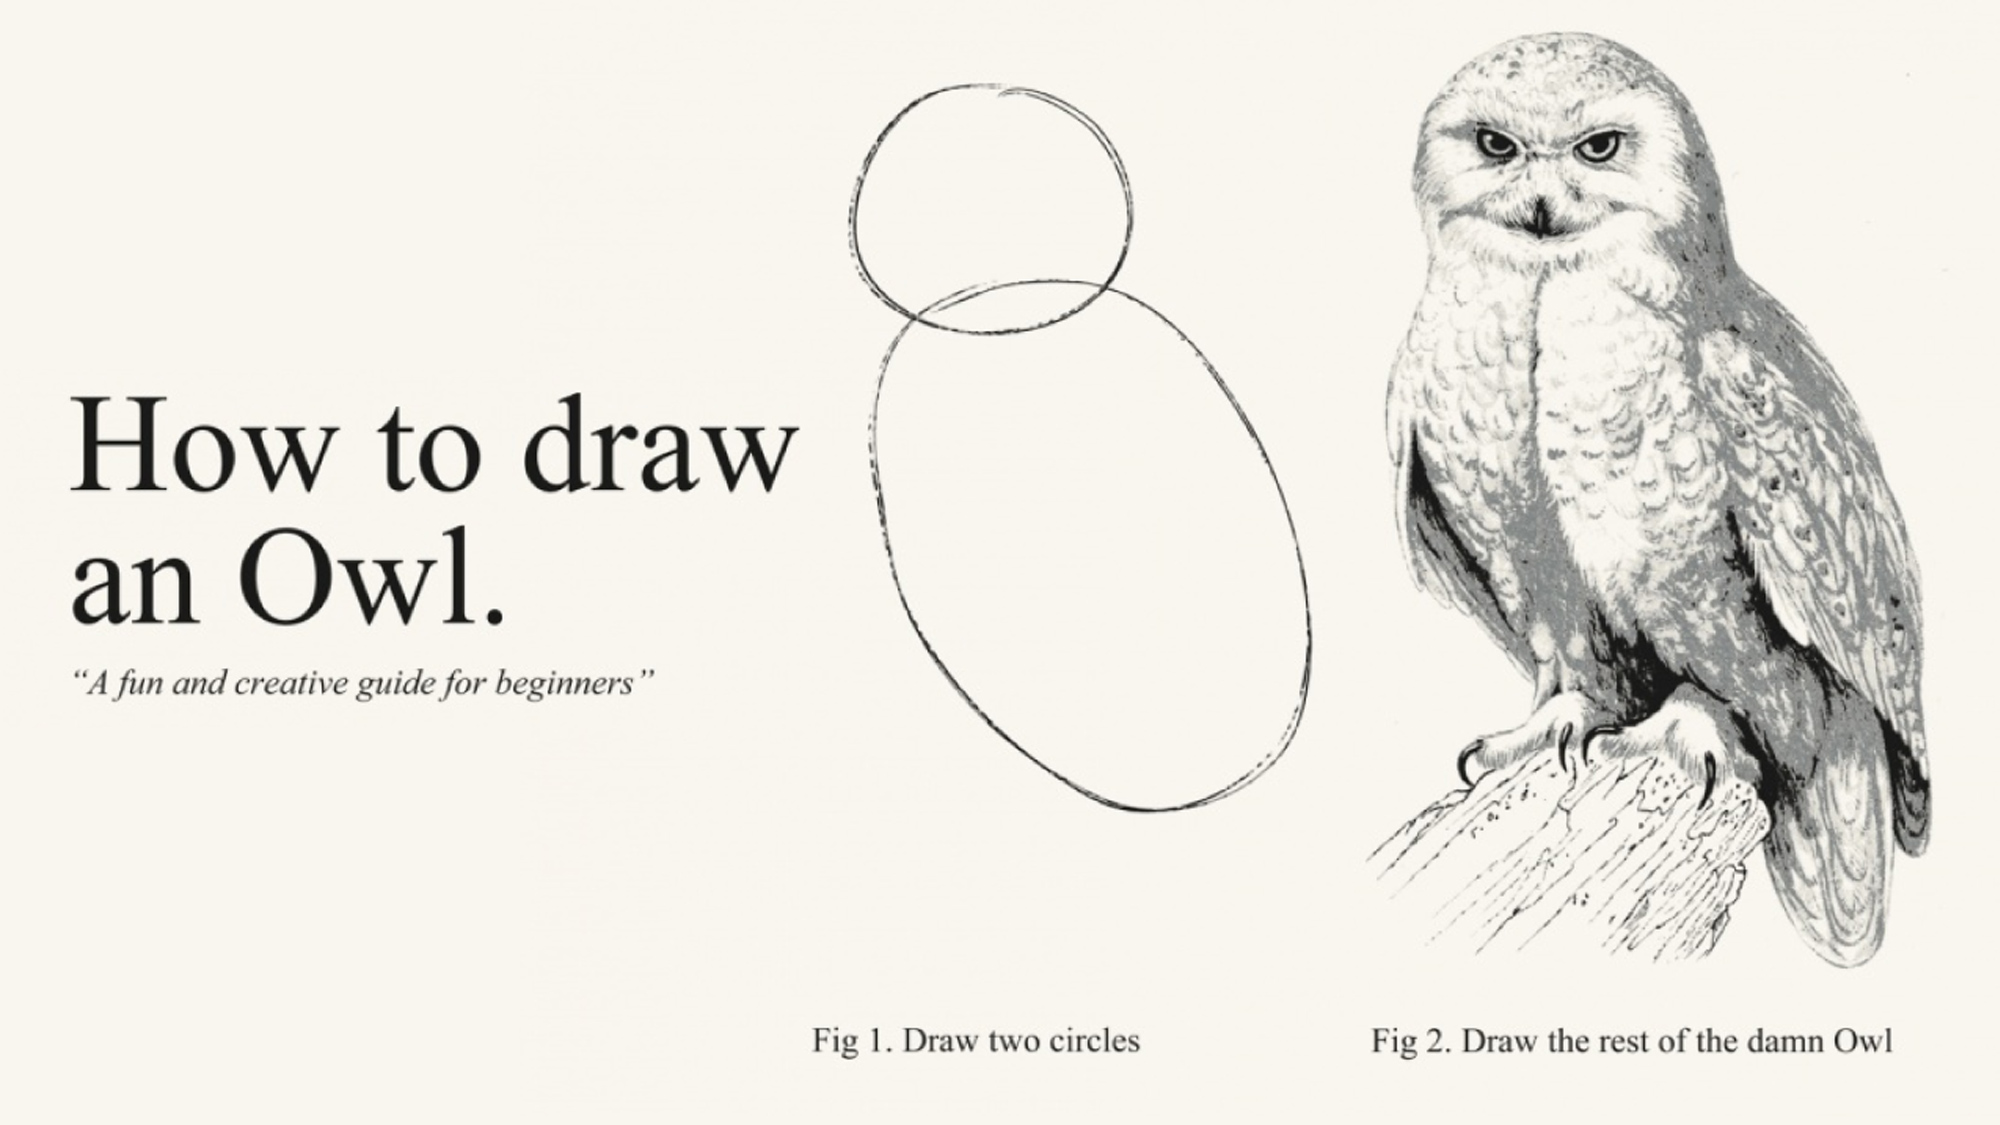 How to draw
an Owl.
“A fun and creative guide for beginners”
Fig 1. Draw two circles
Fig 2. Draw the rest of the damn Owl